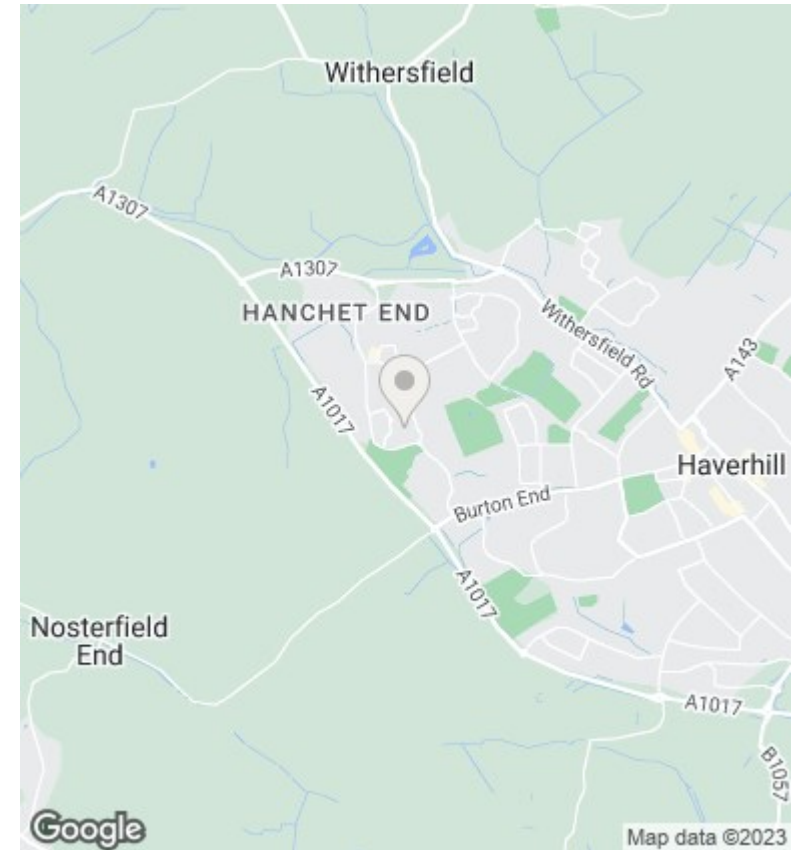 Withersfield
A1307
A1307
HANCHET END
Withersfield Rd
A143
A1017
Haverhill
Burton End
A1017
Nosterfield
End
A1017
B1057
Google
Map data ©2023